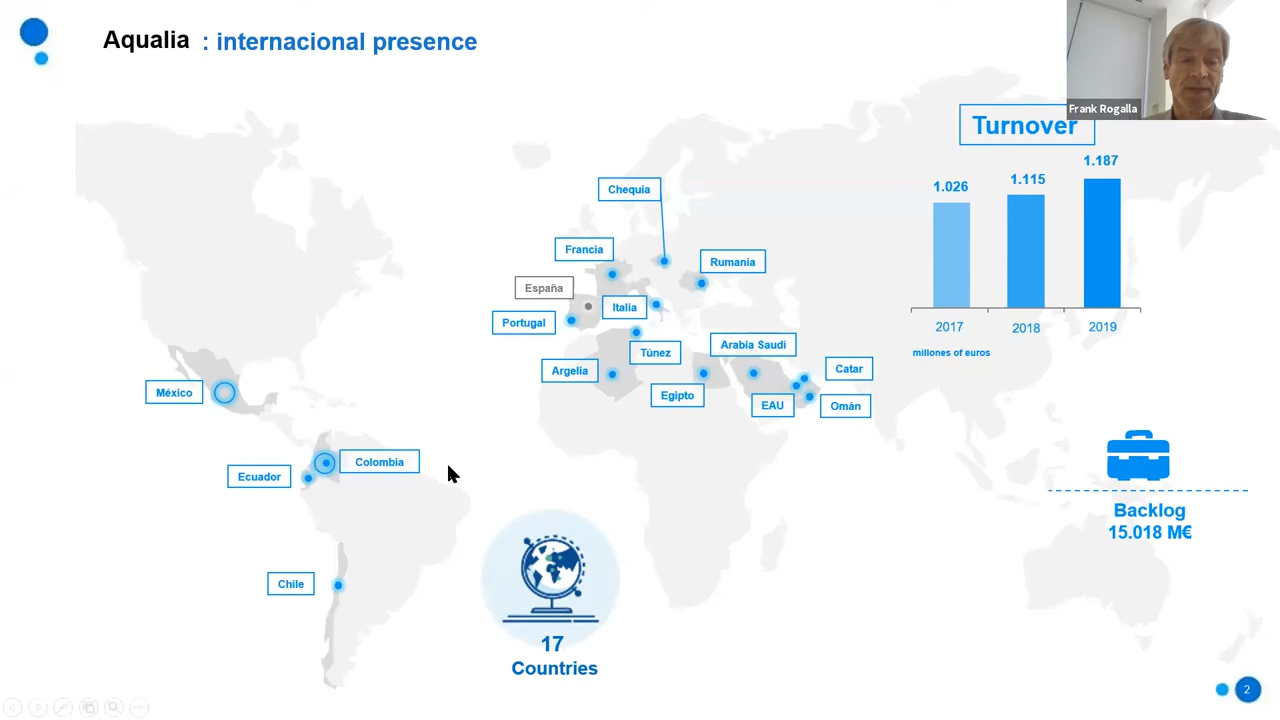 Aqualia : internacional presence
Frank Rogalla
Turnover
1.187
1.115
1.026
2017
2018
2019
millones of euros
Chequia
Francia
Rumania
España
Italia
Portugal
Túnez
Arabia Saudi
Argelia
Catar
Egipto
EAU
Omán
México
Colombia
Ecuador
Chile
Backlog
15.018 M€
17
Countries
2